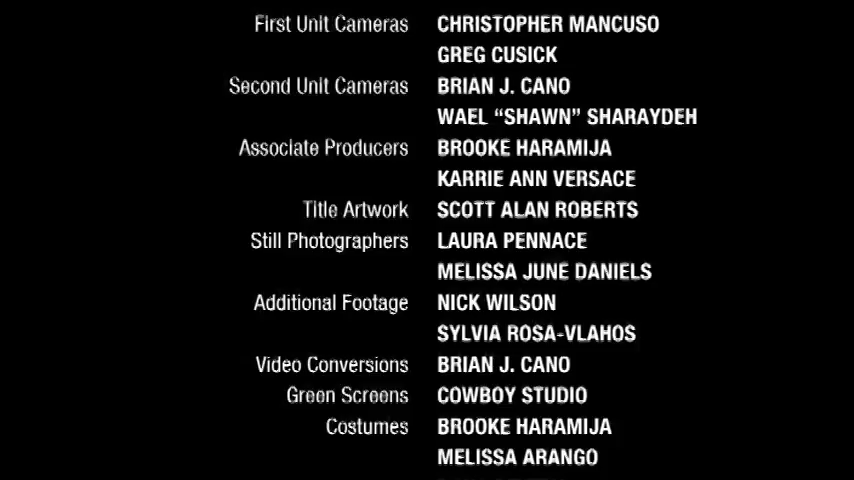 First Unit Cameras CHRISTOPHER MANCUSO
GREG CUSICK
Second Unit Cameras BRIAN J. CANO
WAEL “SHAWN” SHARAYDEH
Associate Producers BROOKE HARAMIJA
KARRIE ANN VERSACE
Title Artwork SCOTT ALAN ROBERTS
Still Photographers LAURA PENNACE
MELISSA JUNE DANIELS
Additional Footage NICK WILSON
SYLVIA ROSA-VLAHOS
Video Conversions BRIAN J. CANO
Green Screens COWBOY STUDIO
Costumes BROOKE HARAMIJA
MELISSA ARANGO